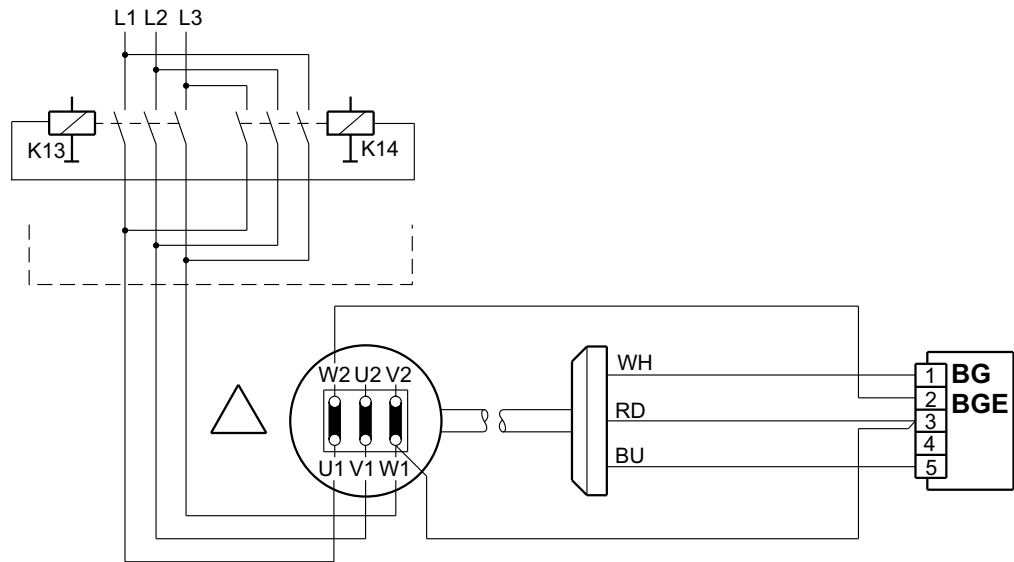 L1 L2 L3
K13
K14
W2 U2 V2
U1 V1 W1
WH
RD
BU
1
2
3
4
5
BG
BGE